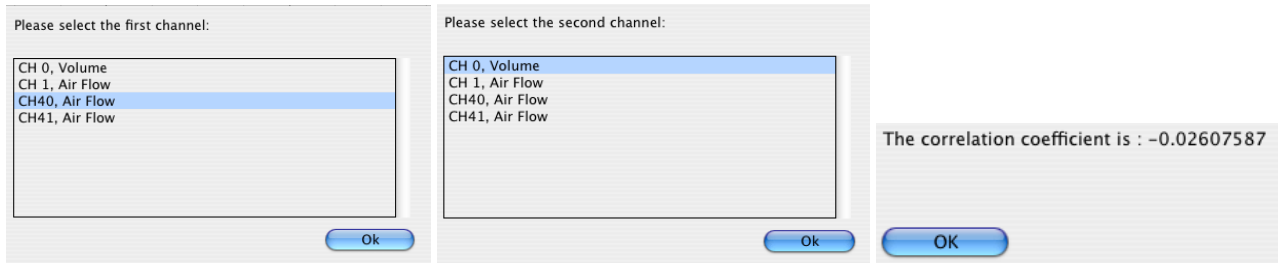 Please select the first channel:
CH 0, Volume
CH 1, Air Flow
CH40, Air Flow
CH41, Air Flow
Ok
Please select the second channel:
CH 0, Volume
CH 1, Air Flow
CH40, Air Flow
CH41, Air Flow
Ok
The correlation coefficient is : -0.02607587
OK